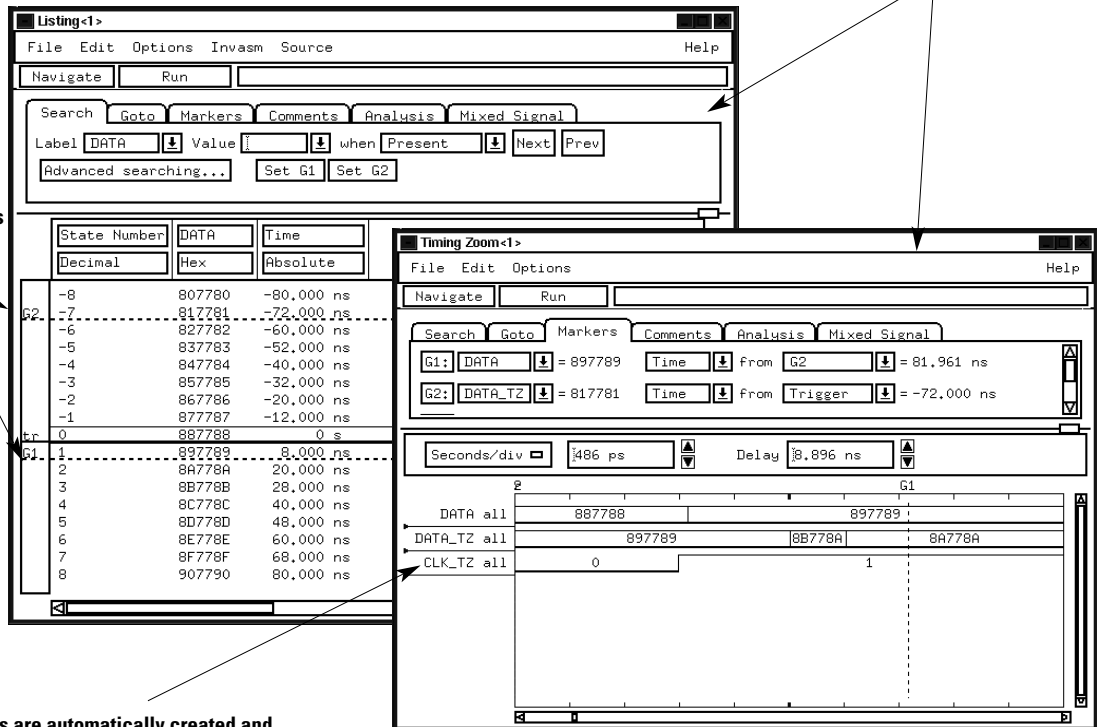 Listing<1>
File Edit Options Invasm Source Help
Navigate Run
Search Goto Markers Comments Analysis Mixed Signal
Label DATA Value when Present Next Prev
Advanced searching... Set G1 Set G2
s
State Number DATA Time
Decimal Hex Absolute
-8 807780 -80.000 ns
G2 -7 817781 -72.000 ns
-6 827782 -60.000 ns
-5 837783 -52.000 ns
-4 847784 -40.000 ns
-3 857785 -32.000 ns
-2 867786 -20.000 ns
-1 877787 -12.000 ns
tr 0 887788 0 s
G1 1 897789 8.000 ns
2 8A778A 20.000 ns
3 8B778B 28.000 ns
4 8C778C 40.000 ns
5 8D778D 48.000 ns
6 8E778E 60.000 ns
7 8F778F 68.000 ns
8 907790 80.000 ns
Timing Zoom<1>
File Edit Options Help
Navigate Run
Search Goto Markers Comments Analysis Mixed Signal
G1: DATA = 897789 Time from G2 = 81.961 ns
G2: DATA_TZ = 817781 Time from Trigger = -72.000 ns
Seconds/div 486 ps Delay 8.896 ns
G1
DATA all 887788 897789
DATA_TZ all 897789 8B778A 8A778A
CLK_TZ all 0 1
s are automatically created and